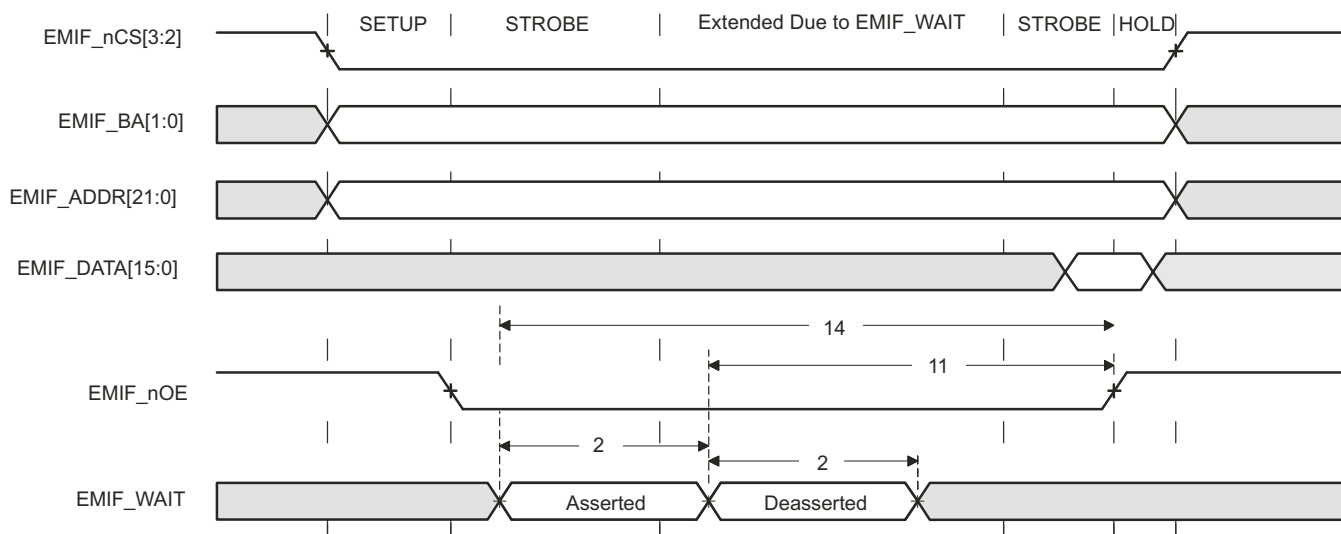 SETUP STROBE Extended Due to EMIF_WAIT STROBE HOLD
EMIF_nCS[3:2]
EMIF_BA[1:0]
EMIF_ADDR[21:0]
EMIF_DATA[15:0]
14
11
EMIF_nOE
2
2
EMIF_WAIT Asserted Deasserted